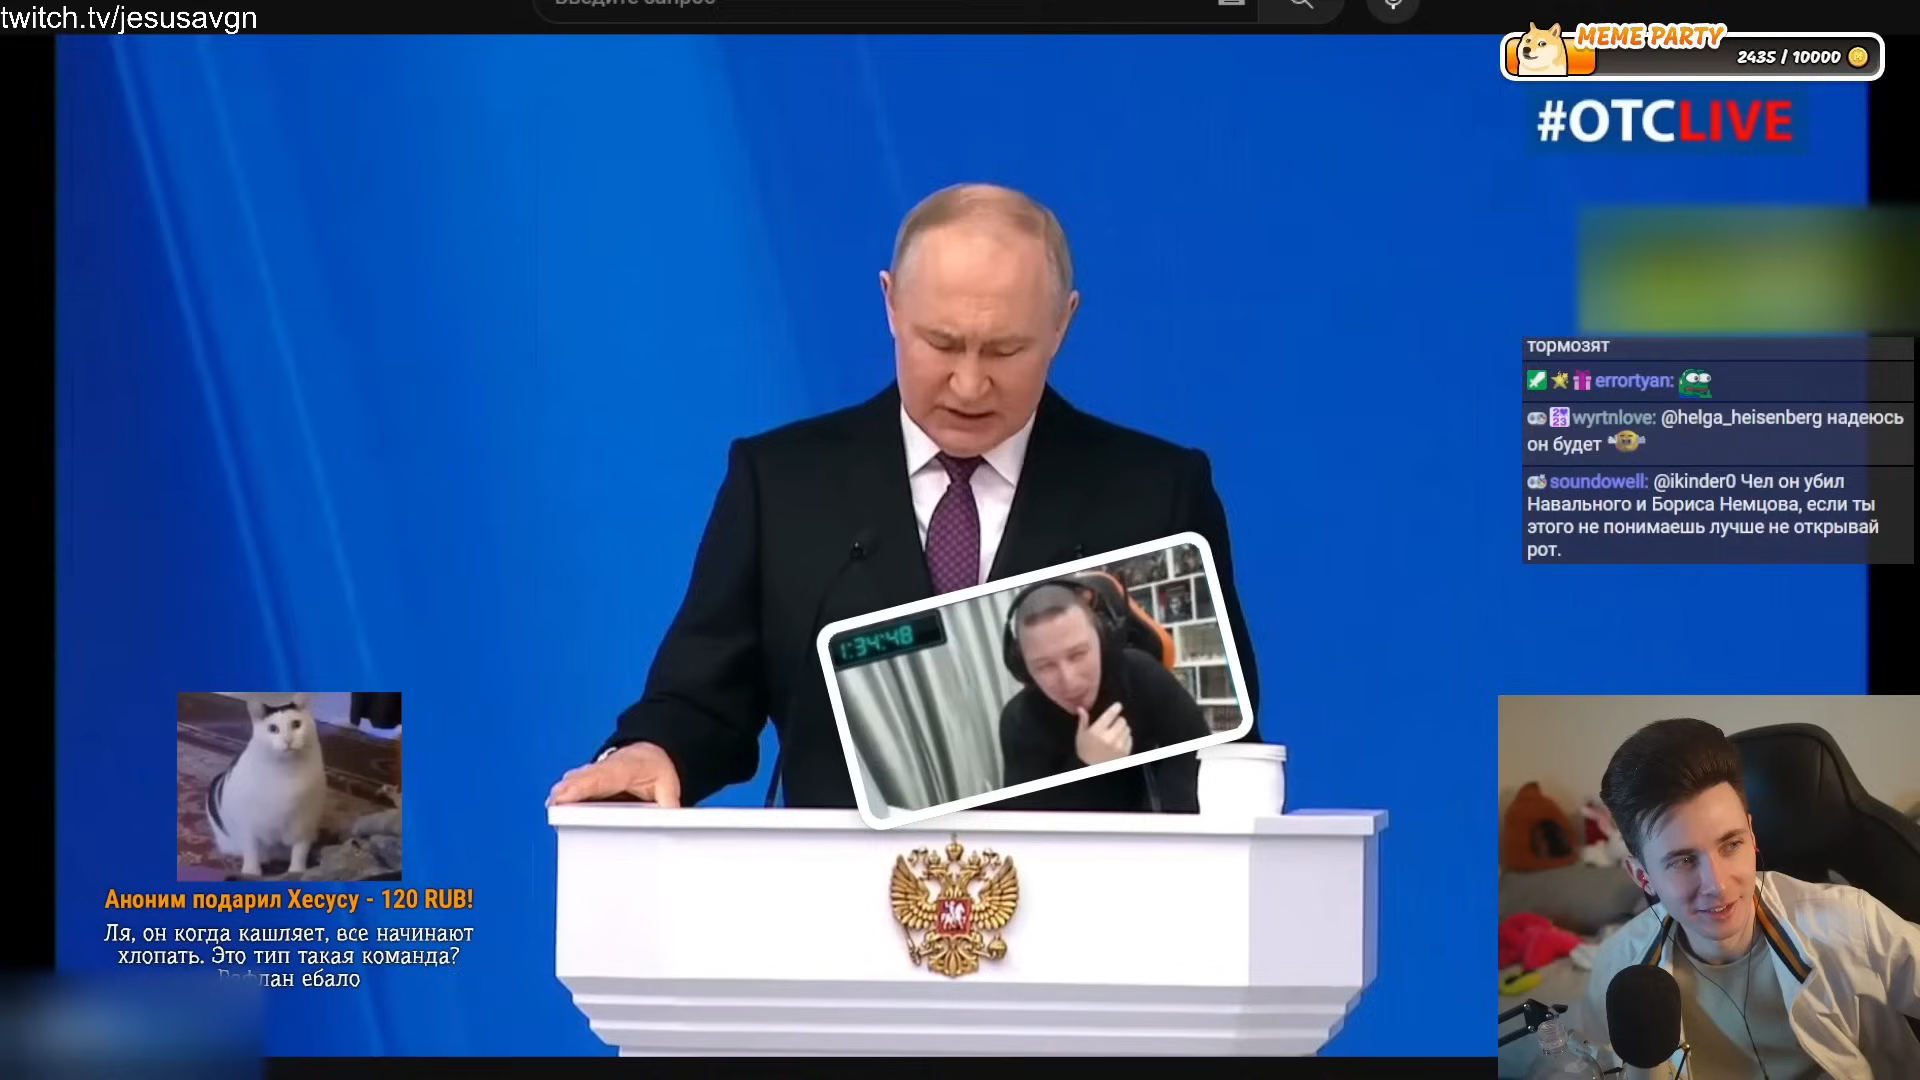 twitch.tv/jesusavgn
Введите запрос
MEME PARTY
2435 / 10000
#OTCLIVE
тормозят
errortyan:
wyrtnlove: @helga_heisenberg надеюсь
он будет
soundowell: @ikinder0 Чел он убил
Навального и Бориса Немцова, если ты
этого не понимаешь лучше не открывай
рот.
1:34:48
Аноним подарил Хесусу - 120 RUB!
Ля, он когда кашляет, все начинают
хлопать. Это тип такая команда?
ебало